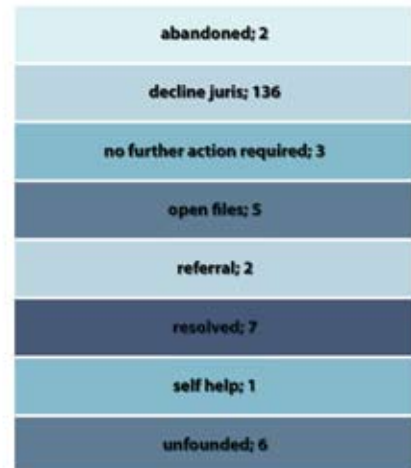 abandoned; 2
decline juris; 136
no further action required; 3
open files; 5
referral; 2
resolved; 7
self help; 1
unfounded; 6